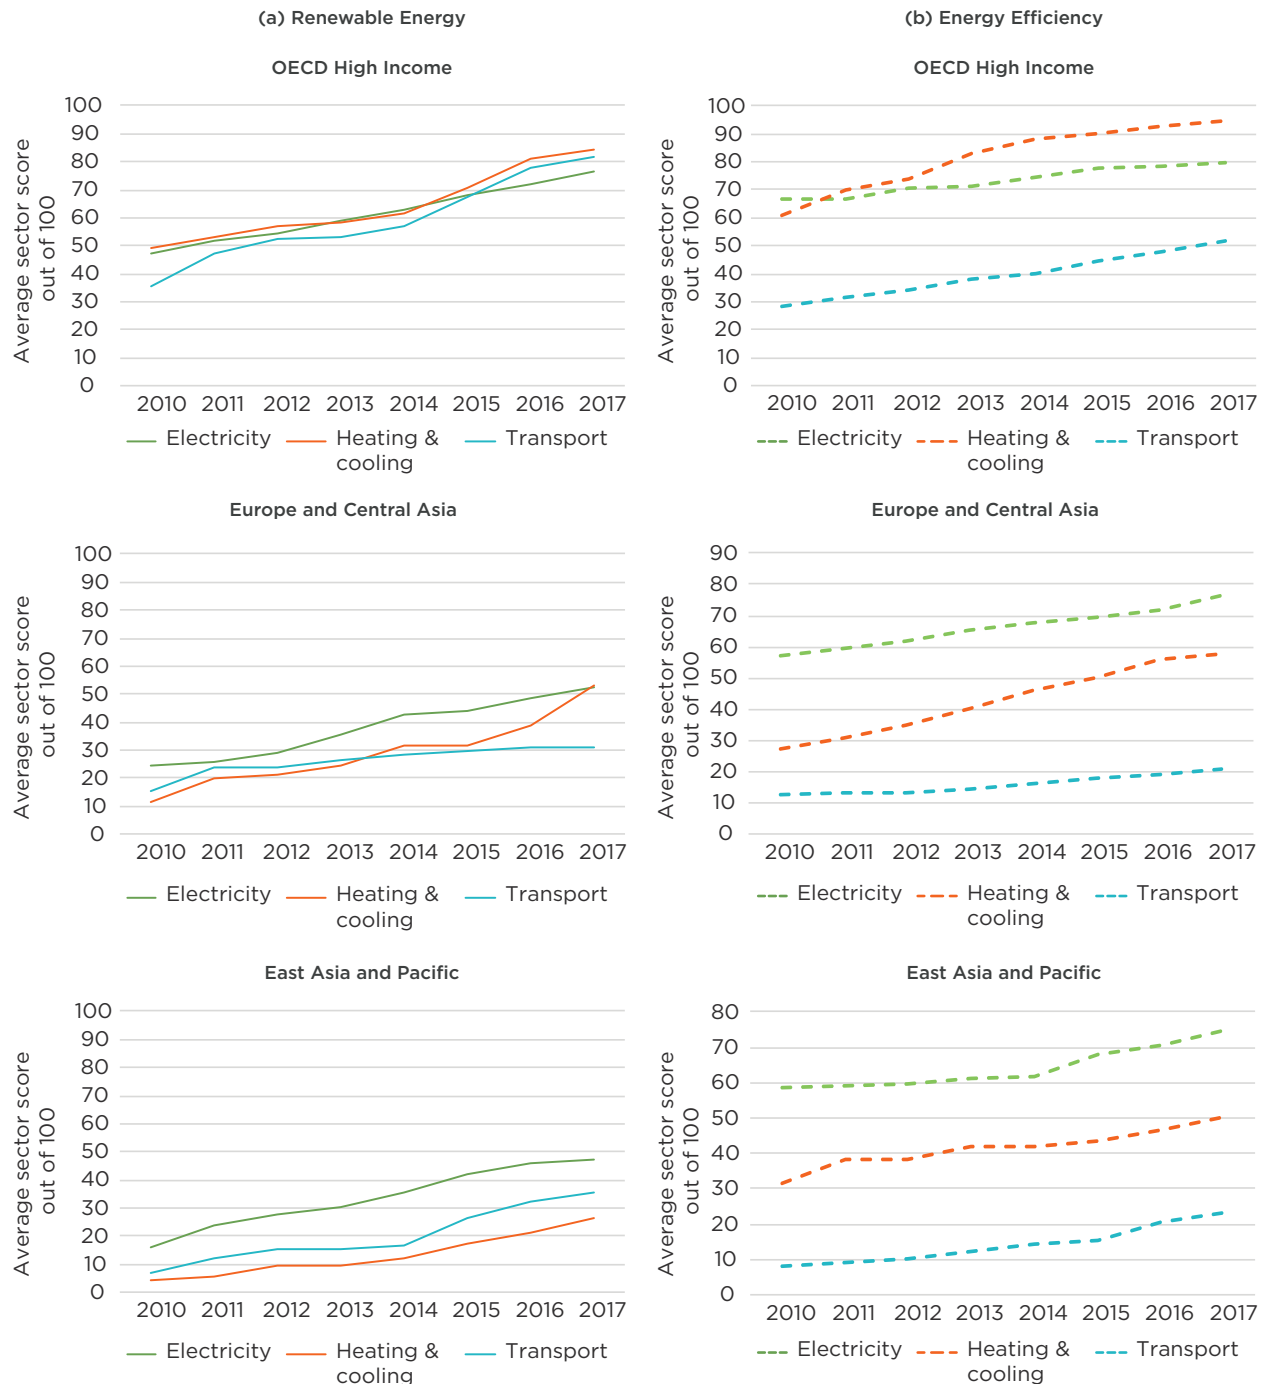 (a) Renewable Energy
(b) Energy Efficiency
OECD High Income
Average sector score
out of 100
100
90
80
70
60
50
40
30
20
10
0
2010 2011 2012 2013 2014 2015 2016 2017
Electricity Heating & Transport
cooling
OECD High Income
Average sector score
out of 100
100
90
80
70
60
50
40
30
20
10
0
2010 2011 2012 2013 2014 2015 2016 2017
Electricity Heating & Transport
cooling
Europe and Central Asia
Average sector score
out of 100
100
90
80
70
60
50
40
30
20
10
0
2010 2011 2012 2013 2014 2015 2016 2017
Electricity Heating & Transport
cooling
Europe and Central Asia
Average sector score
out of 100
90
80
70
60
50
40
30
20
10
0
2010 2011 2012 2013 2014 2015 2016 2017
Electricity Heating & Transport
cooling
East Asia and Pacific
Average sector score
out of 100
100
90
80
70
60
50
40
30
20
10
0
2010 2011 2012 2013 2014 2015 2016 2017
Electricity Heating & Transport
cooling
East Asia and Pacific
Average sector score
out of 100
80
70
60
50
40
30
20
10
0
2010 2011 2012 2013 2014 2015 2016 2017
Electricity Heating & Transport
cooling